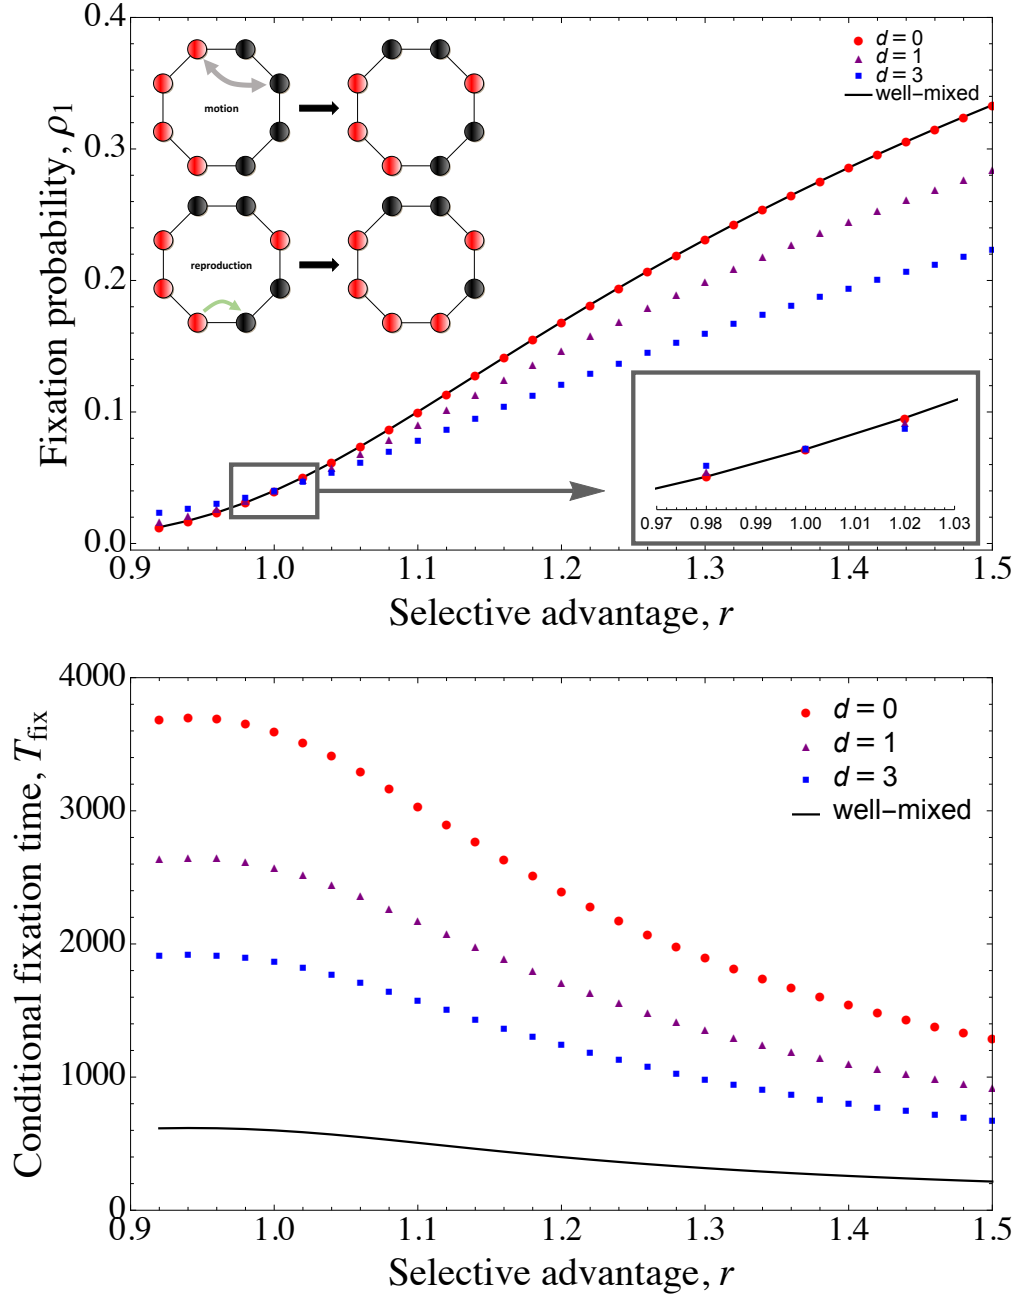 Fixation probability, ρ1
0.4
0.3
0.2
0.1
0.0
motion
reproduction
d = 0
d = 1
d = 3
well-mixed
0.97 0.98 0.99 1.00 1.01 1.02 1.03
0.9 1.0 1.1 1.2 1.3 1.4 1.5
Selective advantage, r
Conditional fixation time, Tfix
4000
3000
2000
1000
0
d = 0
d = 1
d = 3
well-mixed
0.9 1.0 1.1 1.2 1.3 1.4 1.5
Selective advantage, r